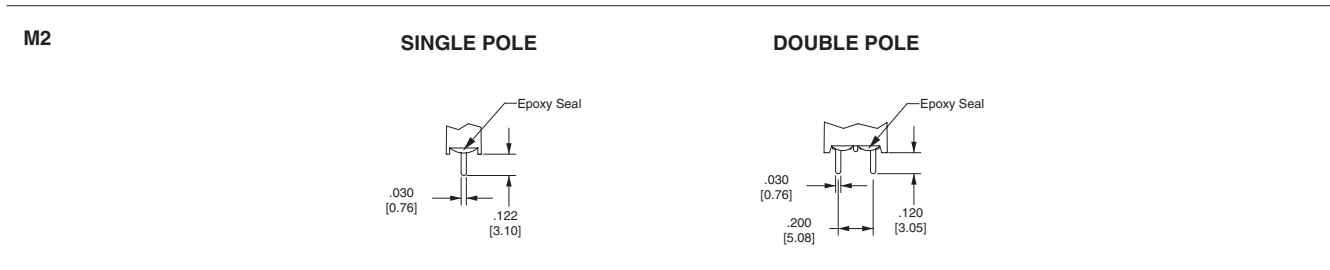 M2
SINGLE POLE
Epoxy Seal
.030
[0.76]
.122
[3.10]
DOUBLE POLE
Epoxy Seal
.030
[0.76]
.200
[5.08]
.120
[3.05]